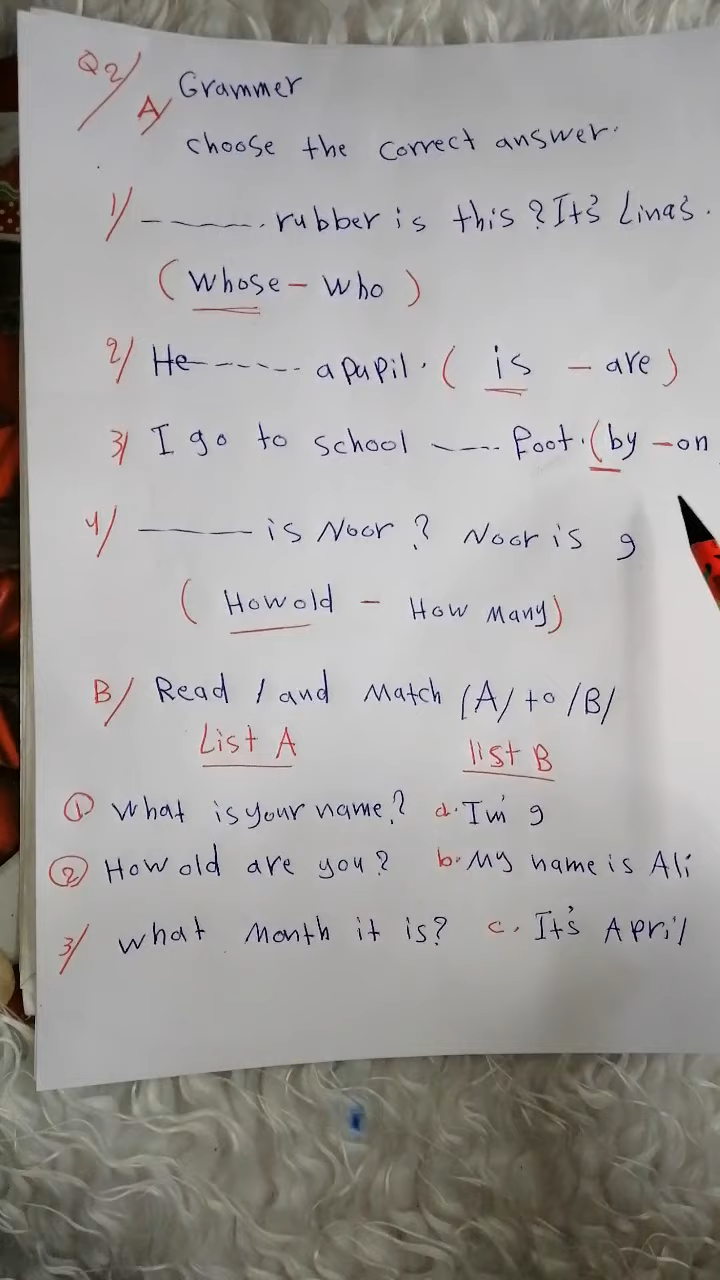 Q2/ A/ Grammer
choose the correct answer.
1/ ------- rubber is this? It's Lina's.
(Whose - Who)
2/ He ----- a pupil. (is - are)
3/ I go to school ----- foot. (by - on
4/ ------- is Noor? Noor is 9
(How old - How many)
B/ Read / and Match /A/ to /B/
List A list B
1 What is your name? a. I'm 9
2 How old are you? b. My name is Ali
3/ what Month it is? c. It's April